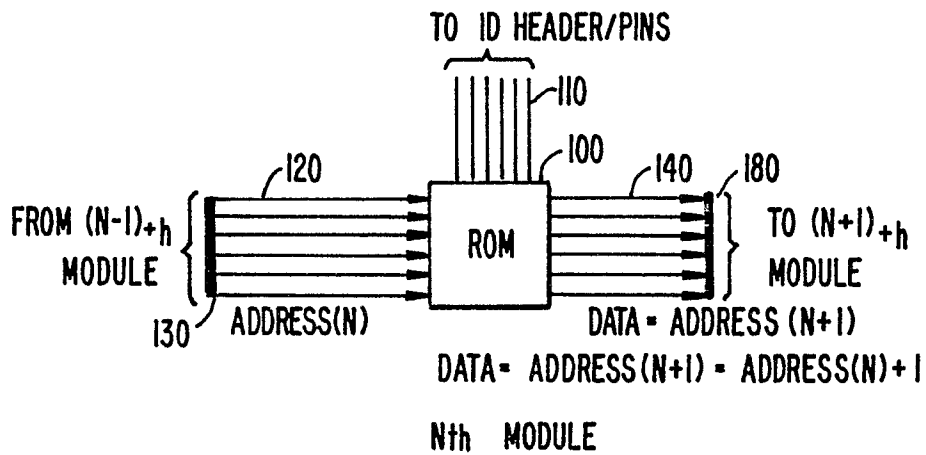 TO ID HEADER/PINS
110
100
120
140
180
FROM (N-1)+h
MODULE
ROM
TO (N+1)+h
MODULE
130
ADDRESS(N)
DATA = ADDRESS (N+1)
DATA= ADDRESS(N+1) = ADDRESS(N)+1
Nth MODULE